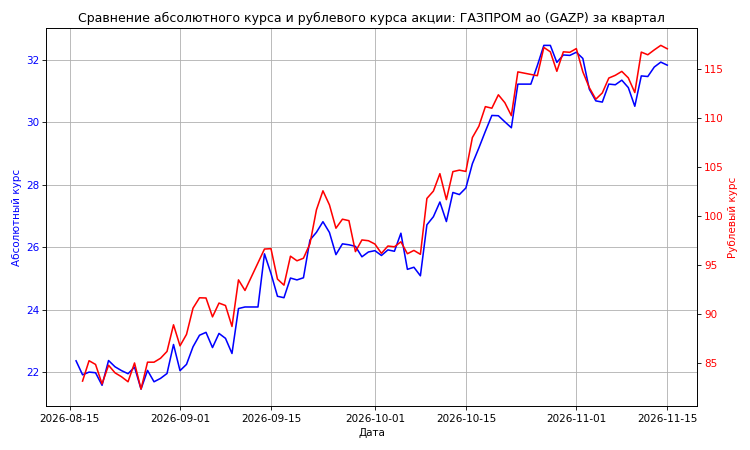 Сравнение абсолютного курса и рублевого курса акции: ГАЗПРОМ ао (GAZP) за квартал
32
30
28
26
24
22
Абсолютный курс
115
110
105
100
95
90
85
Рублевый курс
2026-08-15 2026-09-01 2026-09-15 2026-10-01 2026-10-15 2026-11-01 2026-11-15
Дата